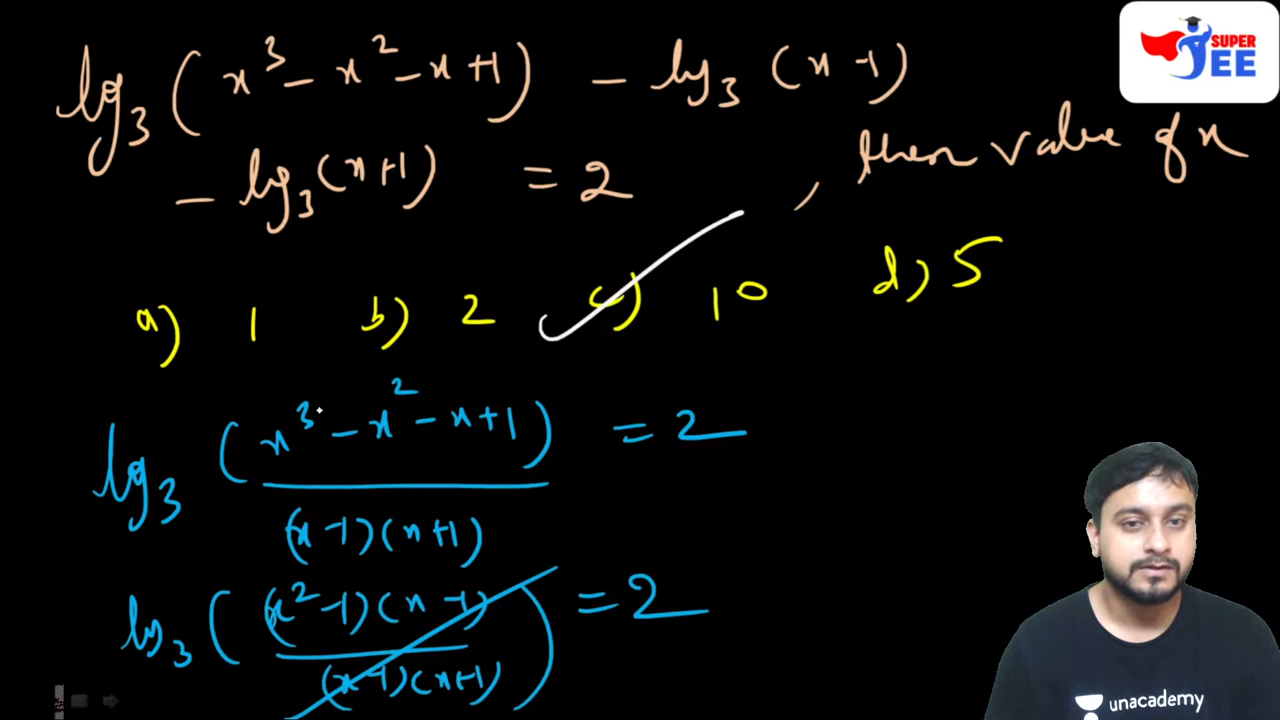 SUPER
JEE
log₃(x³ − x² − x + 1) − log₃(x − 1)
− log₃(x + 1) = 2 , then value of x
a) 1 b) 2 c) 10 d) 5
log₃ (x³ − x² − x + 1) / (x − 1)(x + 1) = 2
log₃ ((x² − 1)(x − 1) / (x − 1)(x + 1)) = 2
unacademy